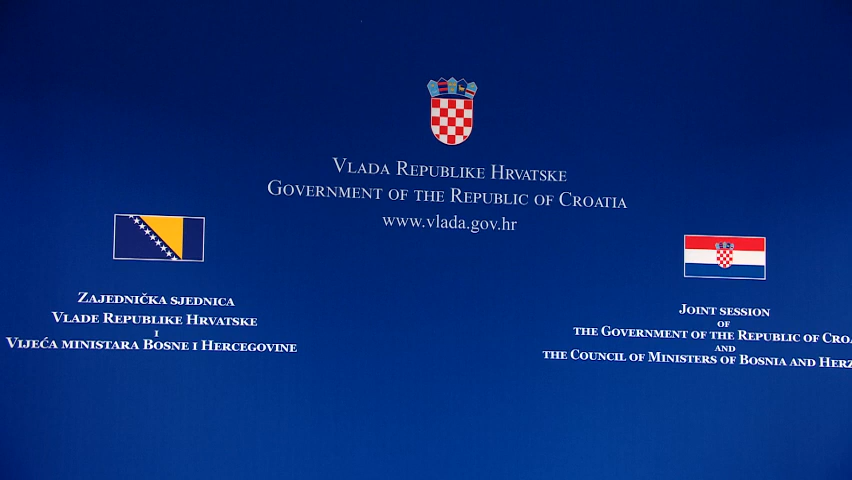 Vlada Republike Hrvatske
Government of the Republic of Croatia
www.vlada.gov.hr
Zajednička sjednica
Vlade Republike Hrvatske
i
Vijeća ministara Bosne i Hercegovine
Joint session
of
the Government of the Republic of
and
the Council of Ministers of Bosnia and